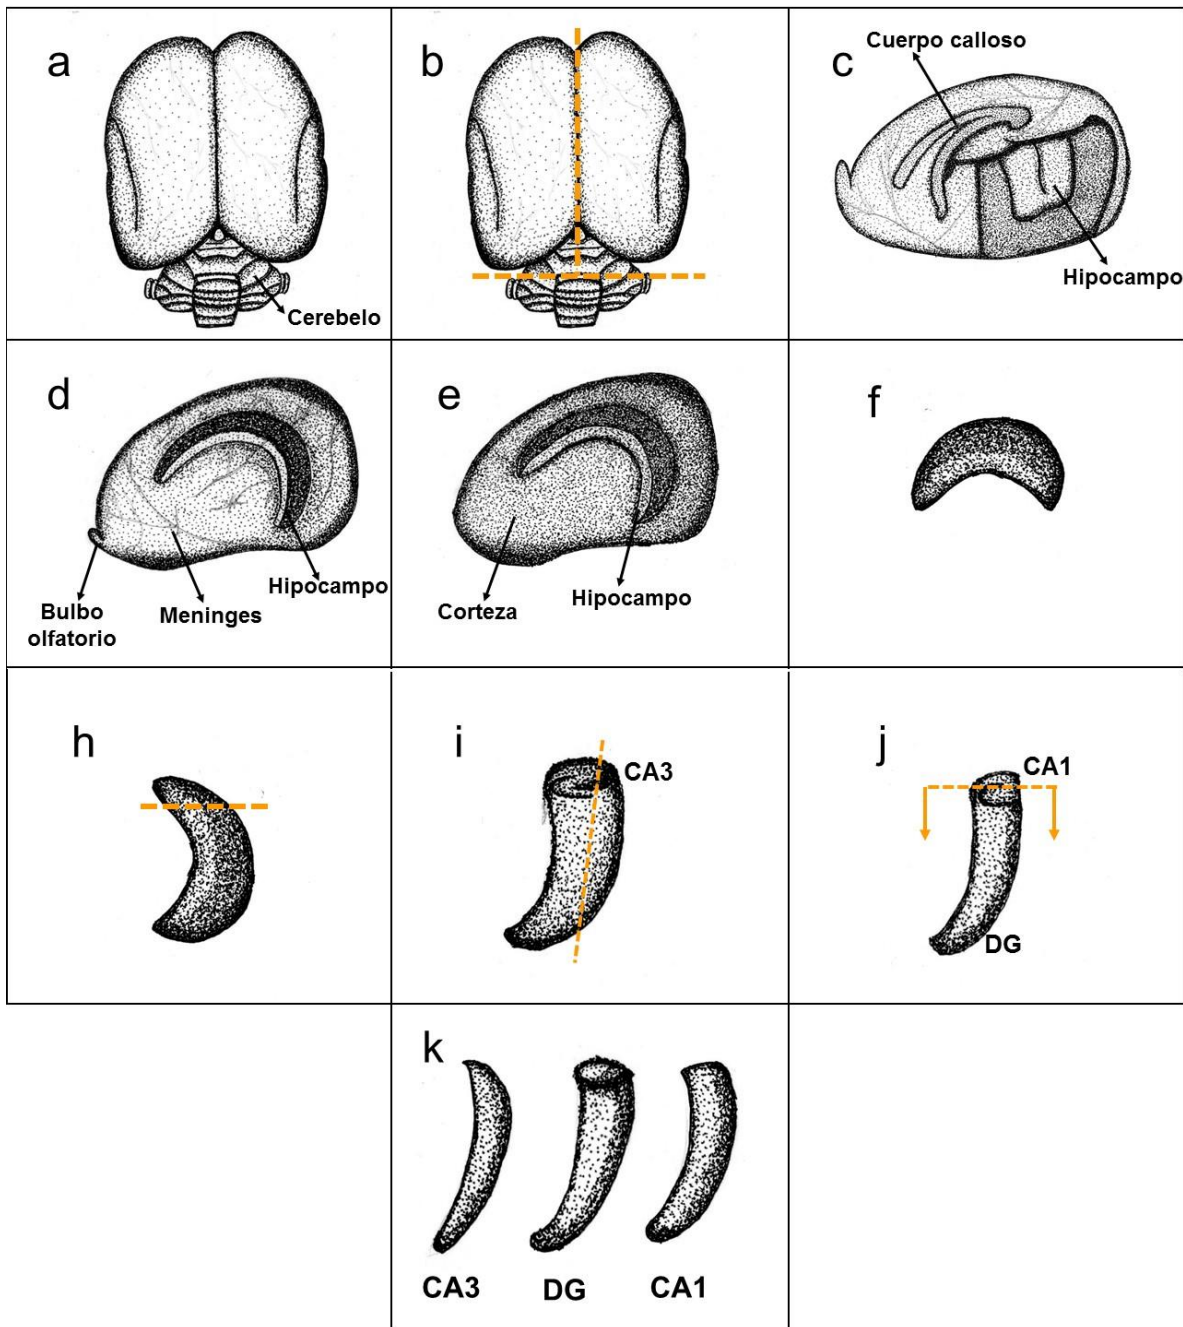 a
Cerebelo
b
c
Cuerpo calloso
Hipocampo
d
Hipocampo
Bulbo
olfatorio
Meninges
e
Corteza
Hipocampo
f
h
i
CA3
j
CA1
DG
k
CA3
DG
CA1